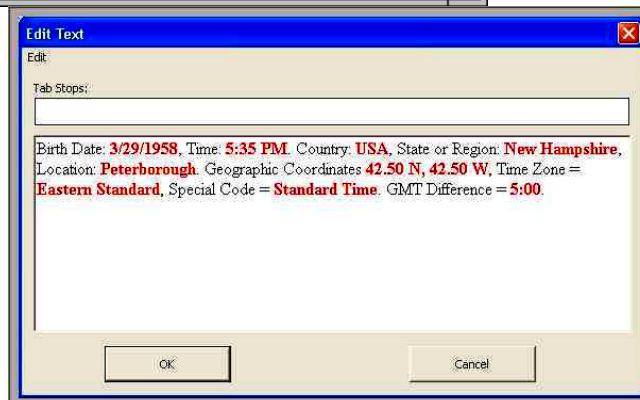 Edit Text
Edit
Tab Stops:
Birth Date: 3/29/1958, Time: 5:35 PM. Country: USA, State or Region: New Hampshire,
Location: Peterborough. Geographic Coordinates 42.50 N, 42.50 W, Time Zone =
Eastern Standard, Special Code = Standard Time. GMT Difference = 5:00.
OK
Cancel